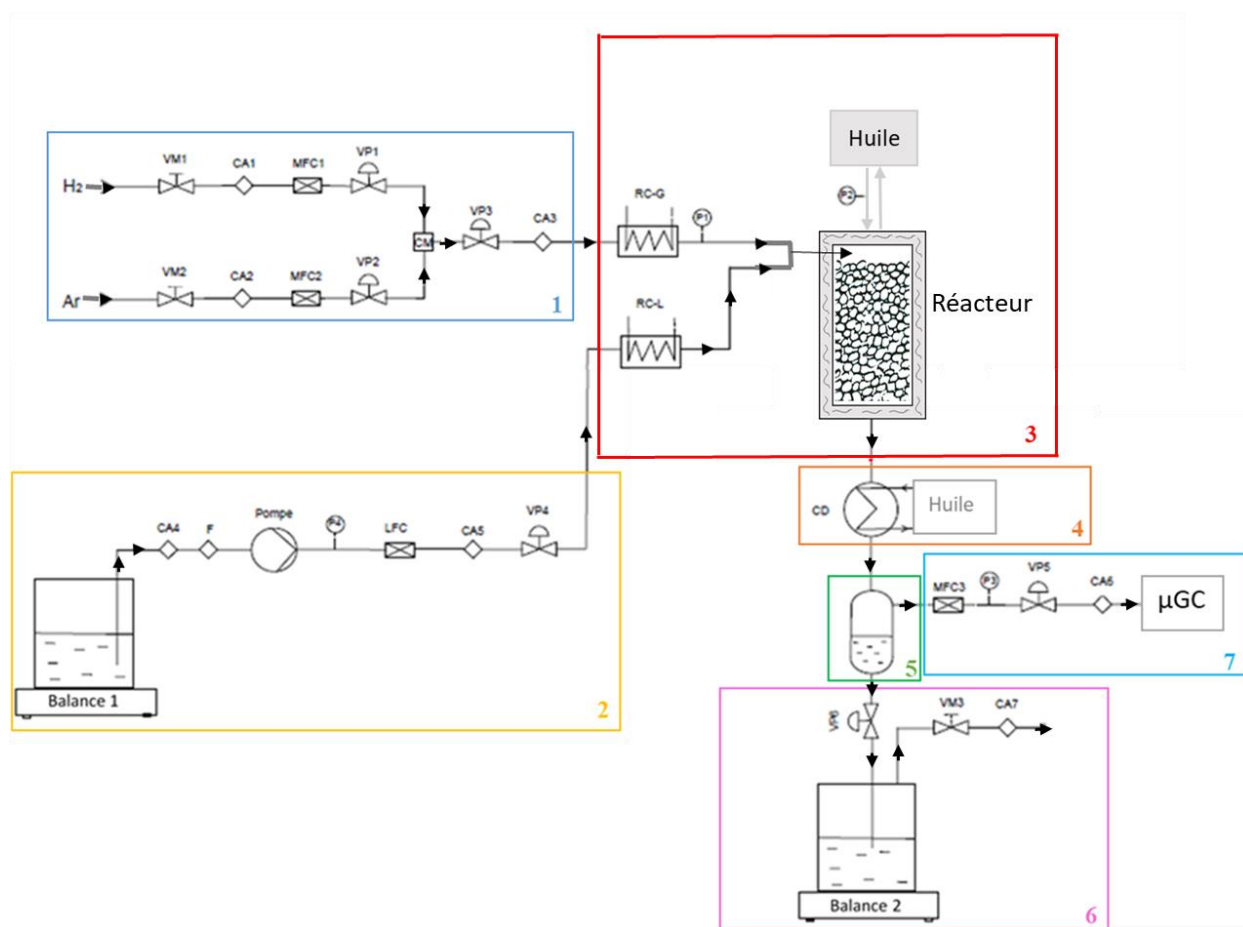 H2
VM1
CA1
MFC1
VP1
Ar
VM2
CA2
MFC2
VP2
CM
VP3
CA3
1
RC-G
P1
RC-L
Huile
P2
Réacteur
3
CA4
F
Pompe
P4
LFC
CA5
VP4
Balance 1
2
CD
Huile
4
5
MFC3
P3
VP5
CA6
µGC
7
VP6
VM3
CA7
Balance 2
6